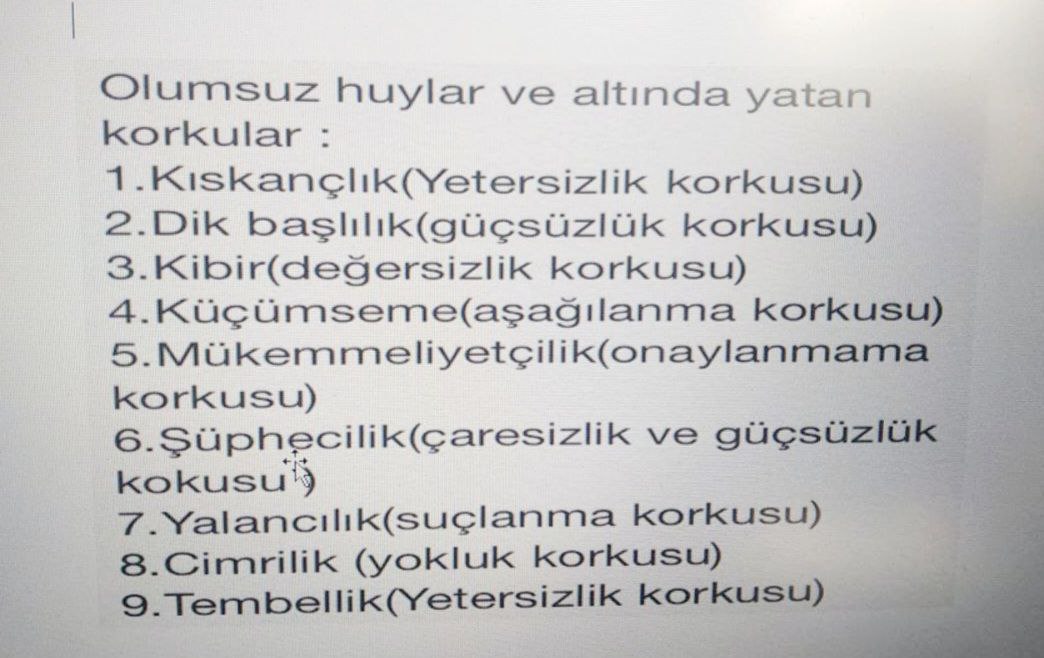 Olumsuz huylar ve altında yatan
korkular :
1.Kıskançlık(Yetersizlik korkusu)
2.Dik başlılık(güçsüzlük korkusu)
3.Kibir(değersizlik korkusu)
4.Küçümseme(aşağılanma korkusu)
5.Mükemmeliyetçilik(onaylanmama
korkusu)
6.Şüphecilik(çaresizlik ve güçsüzlük
kokusu )
7.Yalancılık(suçlanma korkusu)
8.Cimrilik (yokluk korkusu)
9.Tembellik(Yetersizlik korkusu)